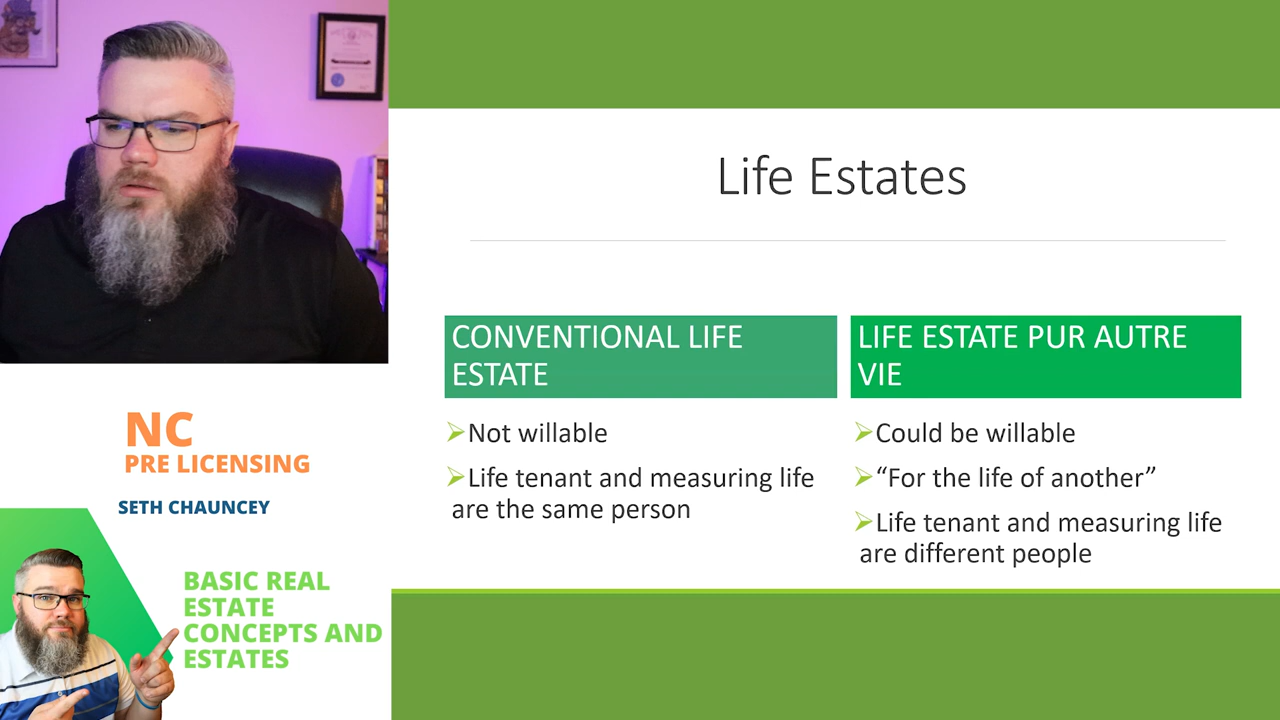 Life Estates
CONVENTIONAL LIFE
ESTATE
➢Not willable
➢Life tenant and measuring life
are the same person
LIFE ESTATE PUR AUTRE
VIE
➢Could be willable
➢“For the life of another”
➢Life tenant and measuring life
are different people
NC
PRE LICENSING
SETH CHAUNCEY
BASIC REAL
ESTATE
CONCEPTS AND
ESTATES